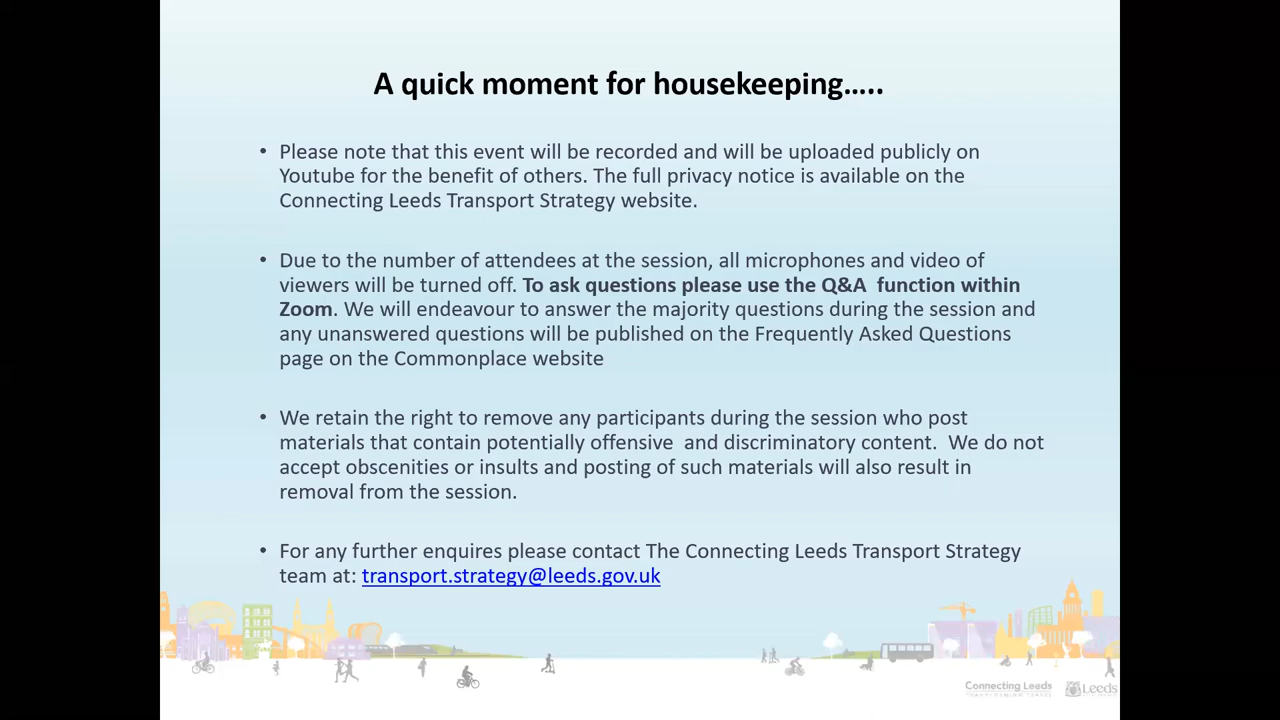 A quick moment for housekeeping…..
• Please note that this event will be recorded and will be uploaded publicly on
Youtube for the benefit of others. The full privacy notice is available on the
Connecting Leeds Transport Strategy website.
• Due to the number of attendees at the session, all microphones and video of
viewers will be turned off. To ask questions please use the Q&A  function within
Zoom. We will endeavour to answer the majority questions during the session and
any unanswered questions will be published on the Frequently Asked Questions
page on the Commonplace website
• We retain the right to remove any participants during the session who post
materials that contain potentially offensive  and discriminatory content.  We do not
accept obscenities or insults and posting of such materials will also result in
removal from the session.
• For any further enquires please contact The Connecting Leeds Transport Strategy
team at: transport.strategy@leeds.gov.uk
Connecting Leeds
Leeds